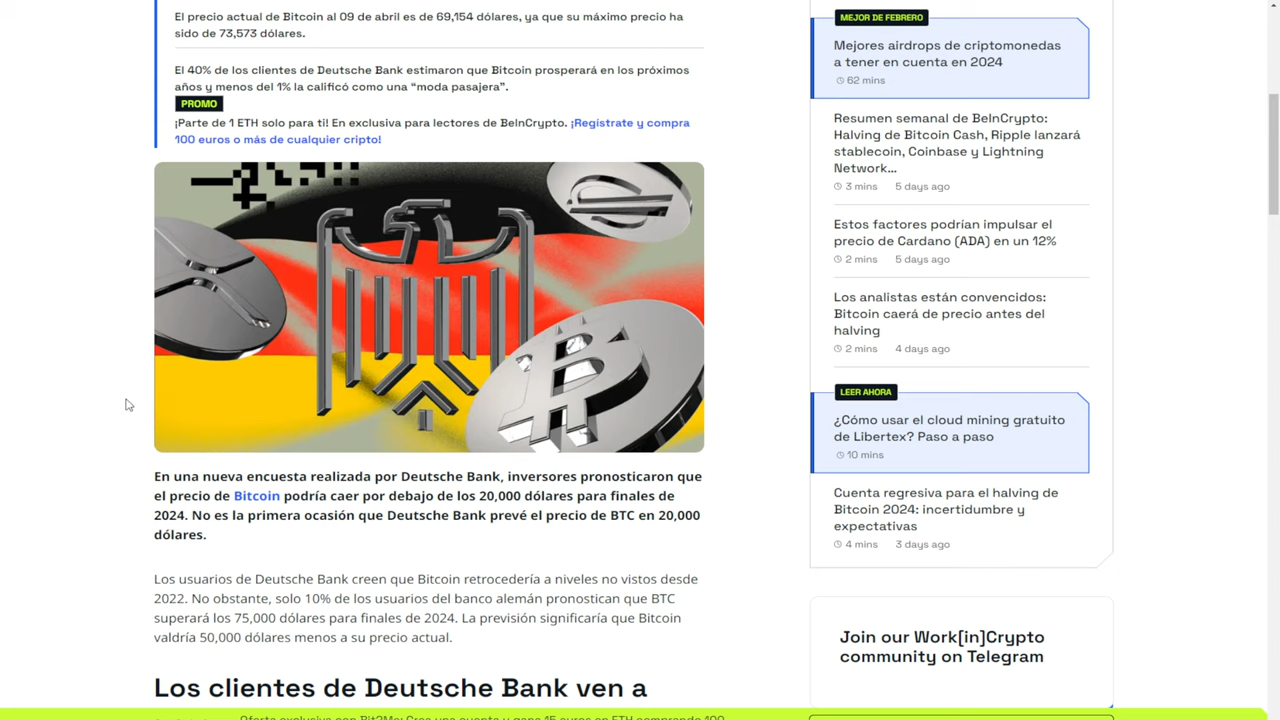 El precio actual de Bitcoin al 09 de abril es de 69,154 dólares, ya que su máximo precio ha
sido de 73,573 dólares.
El 40% de los clientes de Deutsche Bank estimaron que Bitcoin prosperará en los próximos
años y menos del 1% la calificó como una “moda pasajera”.
PROMO
¡Parte de 1 ETH solo para ti! En exclusiva para lectores de BeInCrypto. ¡Regístrate y compra
100 euros o más de cualquier cripto!
En una nueva encuesta realizada por Deutsche Bank, inversores pronosticaron que
el precio de Bitcoin podría caer por debajo de los 20,000 dólares para finales de
2024. No es la primera ocasión que Deutsche Bank prevé el precio de BTC en 20,000
dólares.
Los usuarios de Deutsche Bank creen que Bitcoin retrocedería a niveles no vistos desde
2022. No obstante, solo 10% de los usuarios del banco alemán pronostican que BTC
superará los 75,000 dólares para finales de 2024. La previsión significaría que Bitcoin
valdría 50,000 dólares menos a su precio actual.
Los clientes de Deutsche Bank ven a
MEJOR DE FEBRERO
Mejores airdrops de criptomonedas
a tener en cuenta en 2024
62 mins
Resumen semanal de BeInCrypto:
Halving de Bitcoin Cash, Ripple lanzará
stablecoin, Coinbase y Lightning
Network...
3 mins 5 days ago
Estos factores podrían impulsar el
precio de Cardano (ADA) en un 12%
2 mins 5 days ago
Los analistas están convencidos:
Bitcoin caerá de precio antes del
halving
2 mins 4 days ago
LEER AHORA
¿Cómo usar el cloud mining gratuito
de Libertex? Paso a paso
10 mins
Cuenta regresiva para el halving de
Bitcoin 2024: incertidumbre y
expectativas
4 mins 3 days ago
Join our Work[in]Crypto
community on Telegram